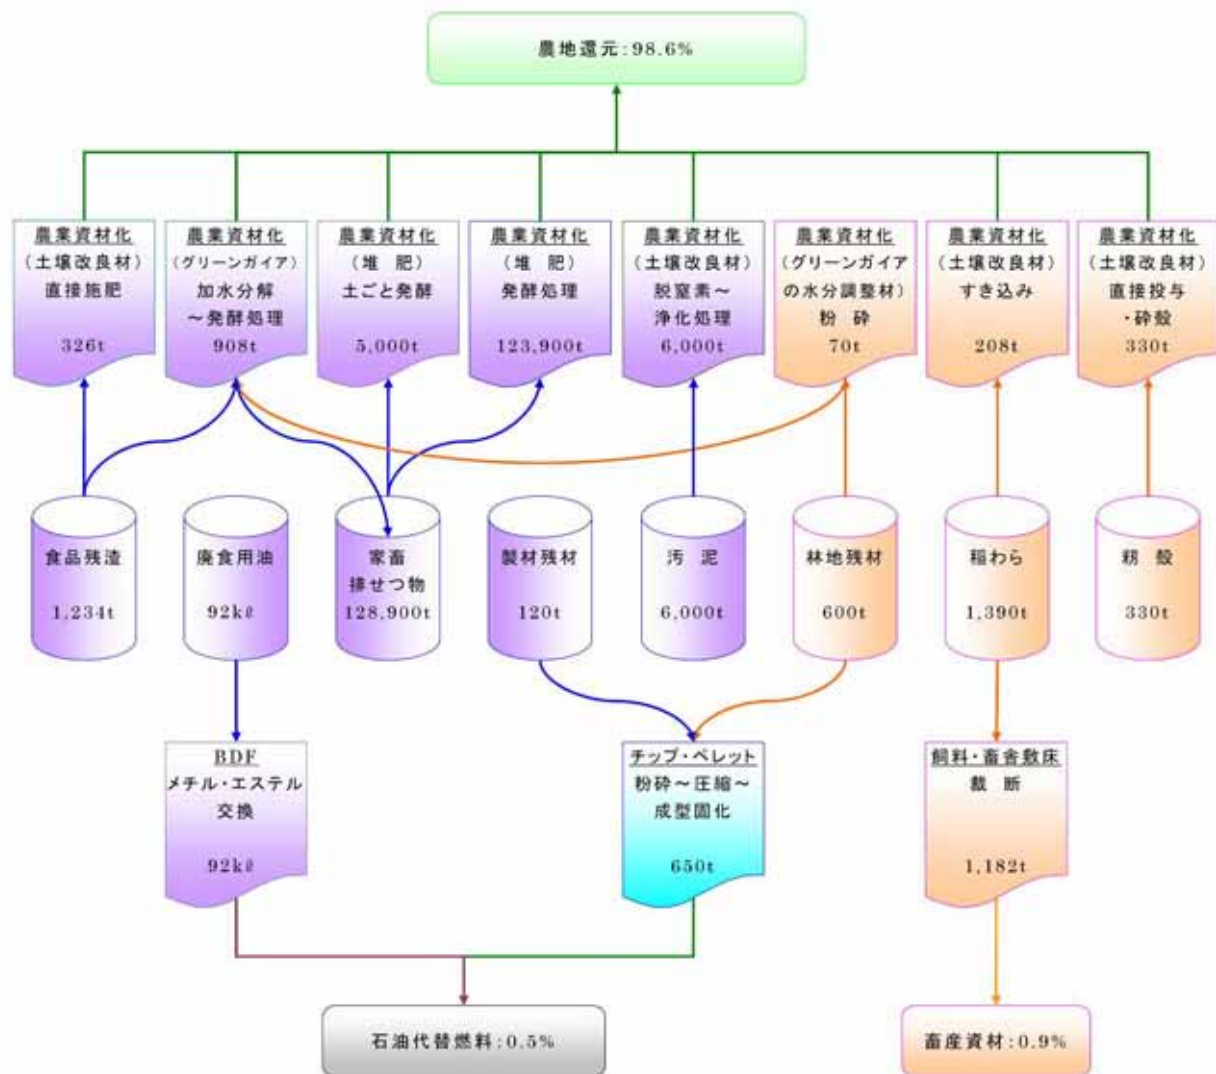 農地還元:98.6%
農業資材化
(土壌改良材)
直接施肥
326t
農業資材化
(グリーンガイア)
加水分解
～発酵処理
908t
農業資材化
(堆 肥)
土ごと発酵
5,000t
農業資材化
(堆 肥)
発酵処理
123,900t
農業資材化
(土壌改良材)
脱窒素～
浄化処理
6,000t
農業資材化
(グリーンガイア
の水分調整材)
粉 砕
70t
農業資材化
(土壌改良材)
すき込み
208t
農業資材化
(土壌改良材)
直接投与
・砕殻
330t
食品残渣
1,234t
廃食用油
92kℓ
家畜
排せつ物
128,900t
製材残材
120t
汚 泥
6,000t
林地残材
600t
稲わら
1,390t
籾 殻
330t
BDF
メチル・エステル
交換
92kℓ
チップ・ペレット
粉砕～圧縮～
成型固化
650t
飼料・畜舎敷床
裁 断
1,182t
石油代替燃料:0.5%
畜産資材:0.9%